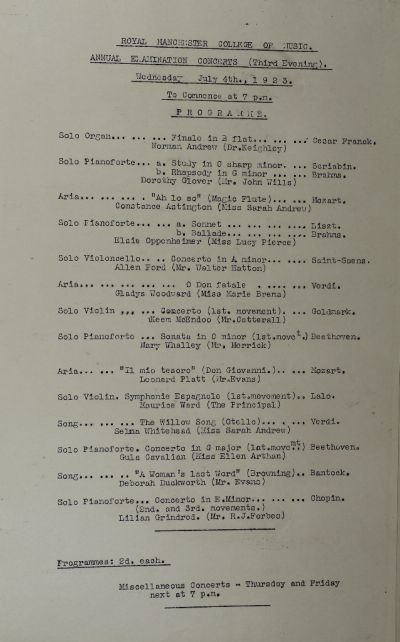 ROYAL MANCHESTER COLLEGE OF MUSIC.
ANNUAL EXAMINATION CONCERTS (Third Evening).
Wednesday July 4th., 1 9 2 3.
To Commence at 7 p.m.
P R O G R A M M E.
Solo Organ... ... ... Finale in B flat... ... ... Cesar Franck.
Norman Andrew (Dr.Keighley)
Solo Pianoforte... a. Study in C sharp minor. ... Scriabin.
b. Rhapsody in G minor ... ... Brahms.
Dorothy Glover (Mr. John Wills)
Aria... ... ... . "Ah lo so" (Magic Flute)... ... Mozart.
Constance Astington (Miss Sarah Andrew)
Solo Pianoforte ... a. Sonnet ... ... ... .... Liszt.
b. Ballade... ... ... .... Brahms.
Elsie Oppenheimer (Miss Lucy Pierce)
Solo Violoncello.. .. Concerto in A minor... .... Saint-Saens.
Allen Ford (Mr. Walter Hatton)
Aria... ... ... ... O Don fatale . .... ... Verdi.
Gladys Woodward (Miss Marie Brema)
Solo Violin ,,, ... Concerto (1st. movement). ... Goldmark.
McEndoo (Mr.Catterall)
Solo Pianoforte ... Sonata in C minor (1st.movet.) Beethoven.
Mary Whalley (Mr. Merrick)
Aria... ... "Il mio tesoro" (Don Giovanni.).. ... Mozart.
Leonard Platt (Mr.Evans)
Solo Violin. Symphonie Espagnole (1st.movement).. Lalo.
Maurice Ward (The Principal)
Song... ... ... The Willow Song (Otello)... . ... Verdi.
Selma Whitehead (Miss Sarah Andrew)
Solo Pianoforte. Concerto in G major (1st.movemt.) Beethoven.
Gula Cavalian (Miss Ellen Arthan)
Song... ... .. "A Woman's last Word" (Browning).. Bantock.
Deborah Duckworth (Mr. Evans)
Solo Pianoforte... Concerto in E.Minor... ... ... Chopin.
(2nd. and 3rd. movements.)
Lilian Grindrod. (Mr. R.J.Forbes)
Programmes: 2d. each.
Miscellaneous Concerts - Thursday and Friday
next at 7 p.m.